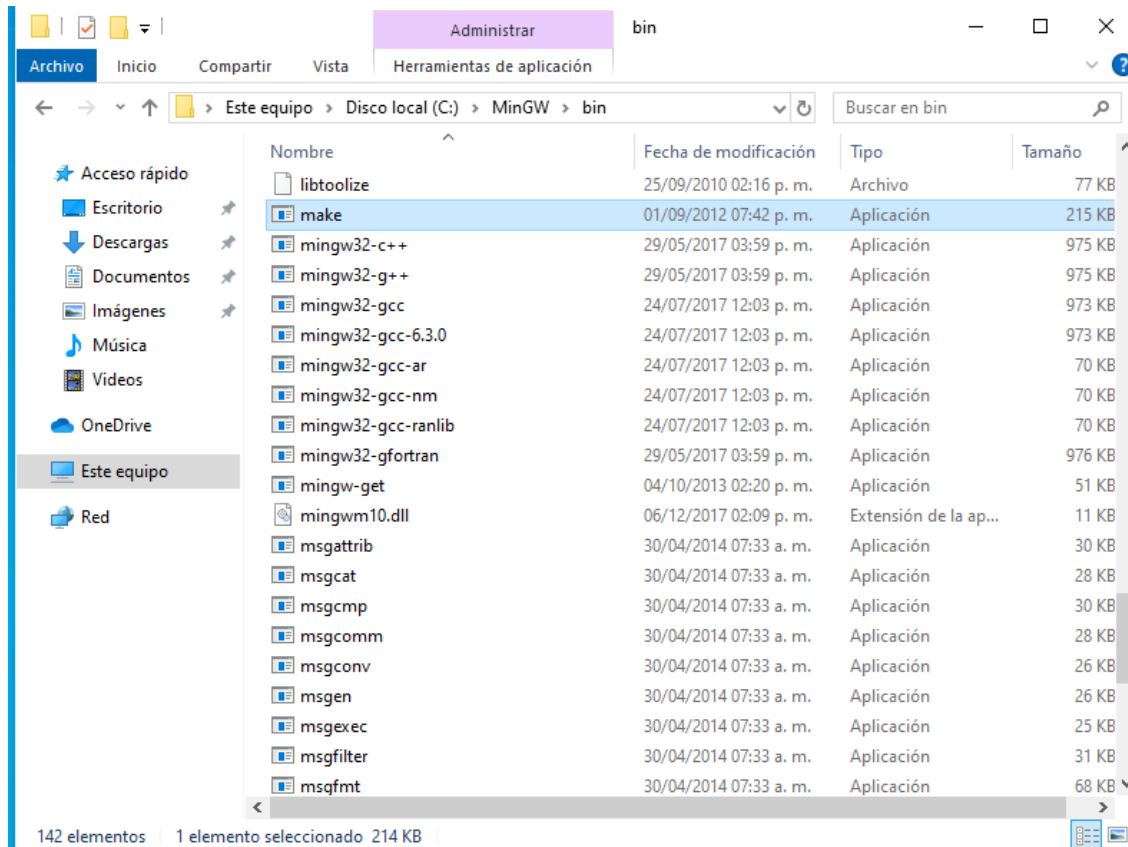 Administrar bin
Archivo Inicio Compartir Vista Herramientas de aplicación ?
Este equipo > Disco local (C:) > MinGW > bin Buscar en bin
Nombre Fecha de modificación Tipo Tamaño
Acceso rápido
Escritorio
Descargas
Documentos
Imágenes
Música
Videos
OneDrive
Este equipo
Red
libtoolize 25/09/2010 02:16 p. m. Archivo 77 KB
make 01/09/2012 07:42 p. m. Aplicación 215 KB
mingw32-c++ 29/05/2017 03:59 p. m. Aplicación 975 KB
mingw32-g++ 29/05/2017 03:59 p. m. Aplicación 975 KB
mingw32-gcc 24/07/2017 12:03 p. m. Aplicación 973 KB
mingw32-gcc-6.3.0 24/07/2017 12:03 p. m. Aplicación 973 KB
mingw32-gcc-ar 24/07/2017 12:03 p. m. Aplicación 70 KB
mingw32-gcc-nm 24/07/2017 12:03 p. m. Aplicación 70 KB
mingw32-gcc-ranlib 24/07/2017 12:03 p. m. Aplicación 70 KB
mingw32-gfortran 29/05/2017 03:59 p. m. Aplicación 976 KB
mingw-get 04/10/2013 02:20 p. m. Aplicación 51 KB
mingwm10.dll 06/12/2017 02:09 p. m. Extensión de la ap... 11 KB
msgattrib 30/04/2014 07:33 a. m. Aplicación 30 KB
msgcat 30/04/2014 07:33 a. m. Aplicación 28 KB
msgcmp 30/04/2014 07:33 a. m. Aplicación 30 KB
msgcomm 30/04/2014 07:33 a. m. Aplicación 28 KB
msgconv 30/04/2014 07:33 a. m. Aplicación 26 KB
msgen 30/04/2014 07:33 a. m. Aplicación 26 KB
msgexec 30/04/2014 07:33 a. m. Aplicación 25 KB
msgfilter 30/04/2014 07:33 a. m. Aplicación 31 KB
msgfmt 30/04/2014 07:33 a. m. Aplicación 68 KB
142 elementos 1 elemento seleccionado 214 KB